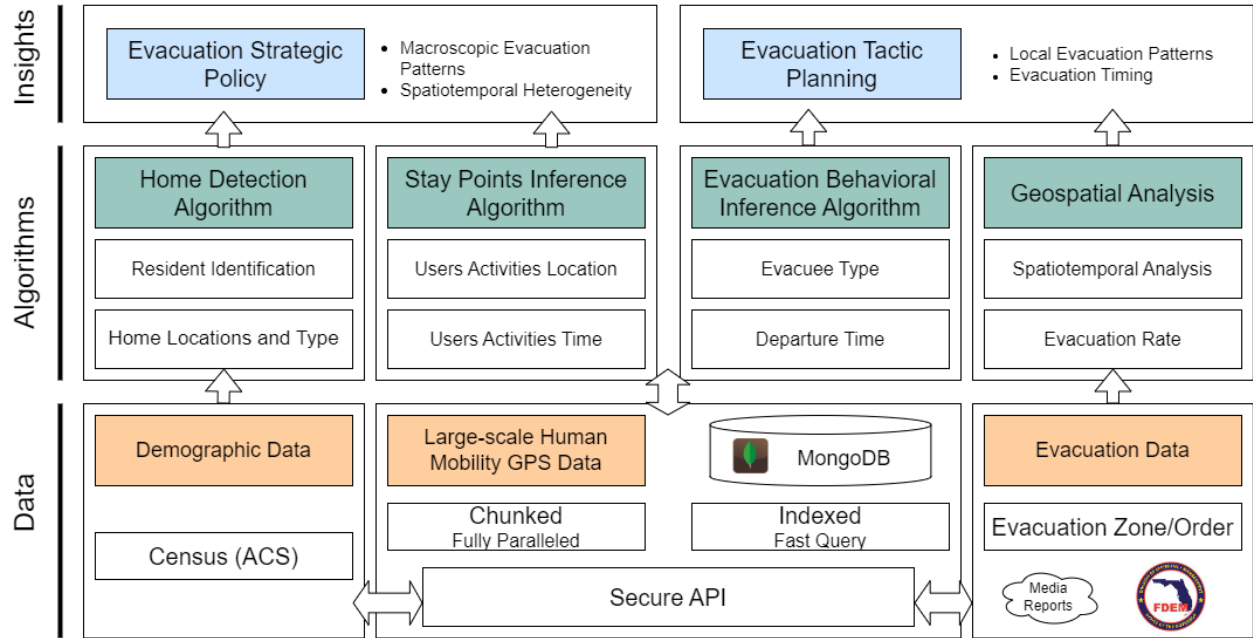 Insights
Evacuation Strategic
Policy
• Macroscopic Evacuation
Patterns
• Spatiotemporal Heterogeneity
Evacuation Tactic
Planning
• Local Evacuation Patterns
• Evacuation Timing
Algorithms
Home Detection
Algorithm
Resident Identification
Home Locations and Type
Stay Points Inference
Algorithm
Users Activities Location
Users Activities Time
Evacuation Behavioral
Inference Algorithm
Evacuee Type
Departure Time
Geospatial Analysis
Spatiotemporal Analysis
Evacuation Rate
Data
Demographic Data
Census (ACS)
Large-scale Human
Mobility GPS Data
Chunked
Fully Paralleled
MongoDB
Indexed
Fast Query
Secure API
Evacuation Data
Evacuation Zone/Order
Media
Reports
FDEM